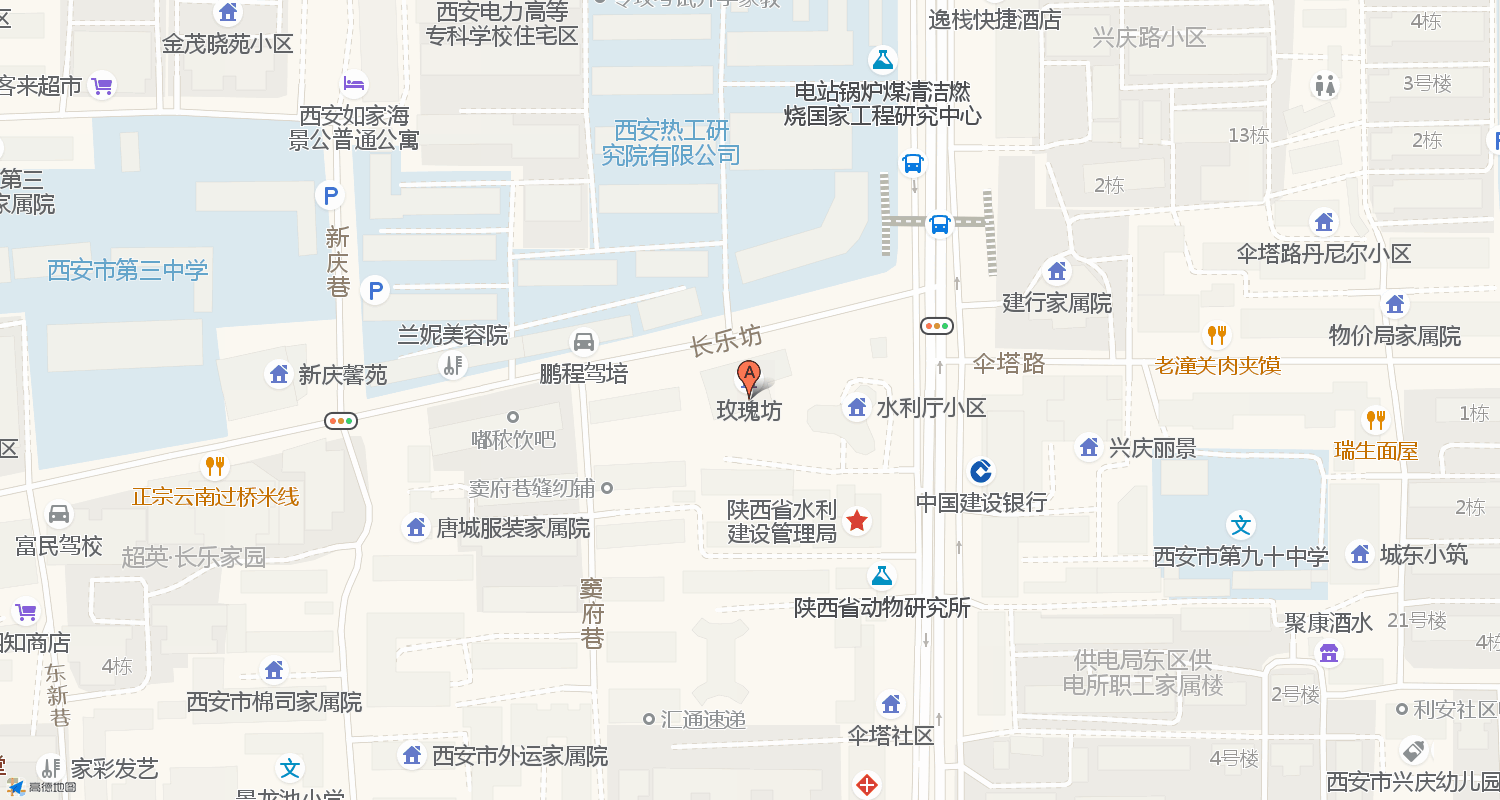 西安电力高等
专科学校住宅区
逸栈快捷酒店
4栋
金茂晓苑小区
兴庆路小区
客来超市
西安如家海
景公普通公寓
电站锅炉煤清洁燃
烧国家工程研究中心
3号楼
西安热工研
究院有限公司
13栋
2栋
第三
家属院
2栋
新庆巷
西安市第三中学
伞塔路丹尼尔小区
建行家属院
兰妮美容院
长乐坊
物价局家属院
新庆馨苑
鹏程驾培
伞塔路
老潼关肉夹馍
A
玫瑰坊
水利厅小区
1栋
嘟秾饮吧
兴庆丽景
瑞生面屋
区
正宗云南过桥米线
窦府巷缝纫铺
中国建设银行
陕西省水利
建设管理局
2栋
唐城服装家属院
富民驾校
超英·长乐家园
文
西安市第九十中学
城东小筑
窦府巷
陕西省动物研究所
聚康酒水
21号楼
相知商店
4栋
东新巷
4栋
供电局东区供
电所职工家属楼
西安市棉司家属院
2号楼
汇通速递
利安社区
伞塔社区
西安市外运家属院
4号楼
家彩发艺
文
西安市兴庆幼儿园
高德地图
景龙池小学
P
P